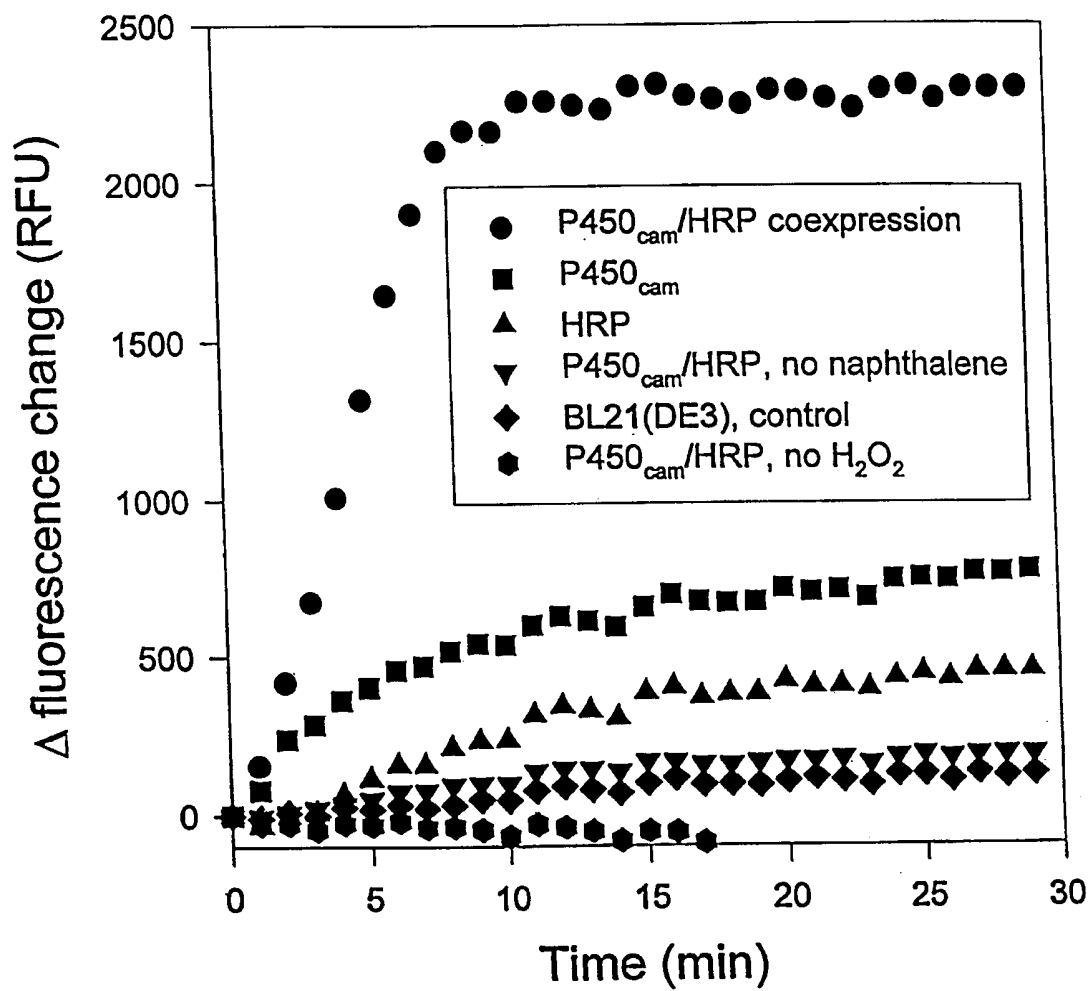 2500
2000
1500
1000
500
0
Δ fluorescence change (RFU)
P450cam/HRP coexpression
P450cam
HRP
P450cam/HRP, no naphthalene
BL21(DE3), control
P450cam/HRP, no H2O2
0 5 10 15 20 25 30
Time (min)